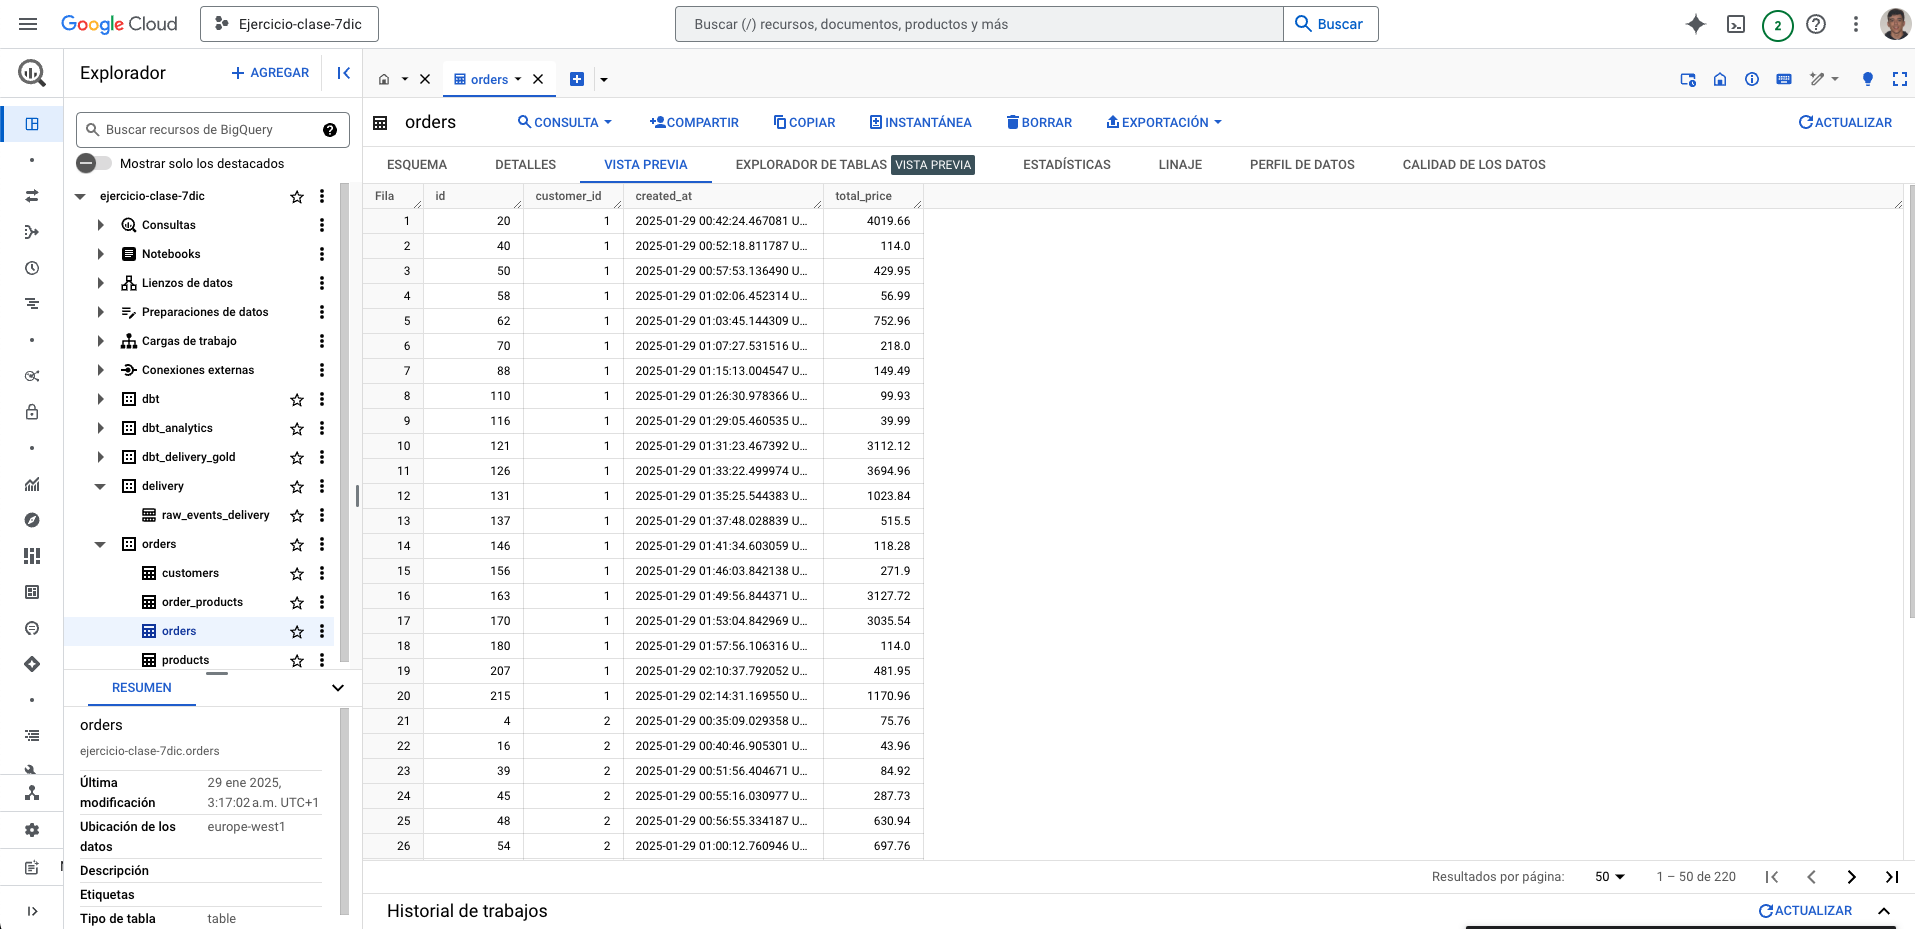 Google Cloud
Ejercicio-clase-7dic
Buscar (/) recursos, documentos, productos y más
Buscar
2
Explorador
AGREGAR
Buscar recursos de BigQuery
Mostrar solo los destacados
ejercicio-clase-7dic
Consultas
Notebooks
Lienzos de datos
Preparaciones de datos
Cargas de trabajo
Conexiones externas
dbt
dbt_analytics
dbt_delivery_gold
delivery
raw_events_delivery
orders
customers
order_products
orders
products
RESUMEN
orders
ejercicio-clase-7dic.orders
Última modificación 29 ene 2025, 3:17:02 a.m. UTC+1
Ubicación de los datos europe-west1
Descripción
Etiquetas
Tipo de tabla table
orders
orders
CONSULTA COMPARTIR COPIAR INSTANTÁNEA BORRAR EXPORTACIÓN ACTUALIZAR
ESQUEMA DETALLES VISTA PREVIA EXPLORADOR DE TABLAS VISTA PREVIA ESTADÍSTICAS LINAJE PERFIL DE DATOS CALIDAD DE LOS DATOS
Fila id customer_id created_at total_price
1 20 1 2025-01-29 00:42:24.467081 U... 4019.66
2 40 1 2025-01-29 00:52:18.811787 U... 114.0
3 50 1 2025-01-29 00:57:53.136490 U... 429.95
4 58 1 2025-01-29 01:02:06.452314 U... 56.99
5 62 1 2025-01-29 01:03:45.144309 U... 752.96
6 70 1 2025-01-29 01:07:27.531516 U... 218.0
7 88 1 2025-01-29 01:15:13.004547 U... 149.49
8 110 1 2025-01-29 01:26:30.978366 U... 99.93
9 116 1 2025-01-29 01:29:05.460535 U... 39.99
10 121 1 2025-01-29 01:31:23.467392 U... 3112.12
11 126 1 2025-01-29 01:33:22.499974 U... 3694.96
12 131 1 2025-01-29 01:35:25.544383 U... 1023.84
13 137 1 2025-01-29 01:37:48.028839 U... 515.5
14 146 1 2025-01-29 01:41:34.603059 U... 118.28
15 156 1 2025-01-29 01:46:03.842138 U... 271.9
16 163 1 2025-01-29 01:49:56.844371 U... 3127.72
17 170 1 2025-01-29 01:53:04.842969 U... 3035.54
18 180 1 2025-01-29 01:57:56.106316 U... 114.0
19 207 1 2025-01-29 02:10:37.792052 U... 481.95
20 215 1 2025-01-29 02:14:31.169550 U... 1170.96
21 4 2 2025-01-29 00:35:09.029358 U... 75.76
22 16 2 2025-01-29 00:40:46.905301 U... 43.96
23 39 2 2025-01-29 00:51:56.404671 U... 84.92
24 45 2 2025-01-29 00:55:16.030977 U... 287.73
25 48 2 2025-01-29 00:56:55.334187 U... 630.94
26 54 2 2025-01-29 01:00:12.760946 U... 697.76
Resultados por página: 50 1 – 50 de 220
Historial de trabajos ACTUALIZAR